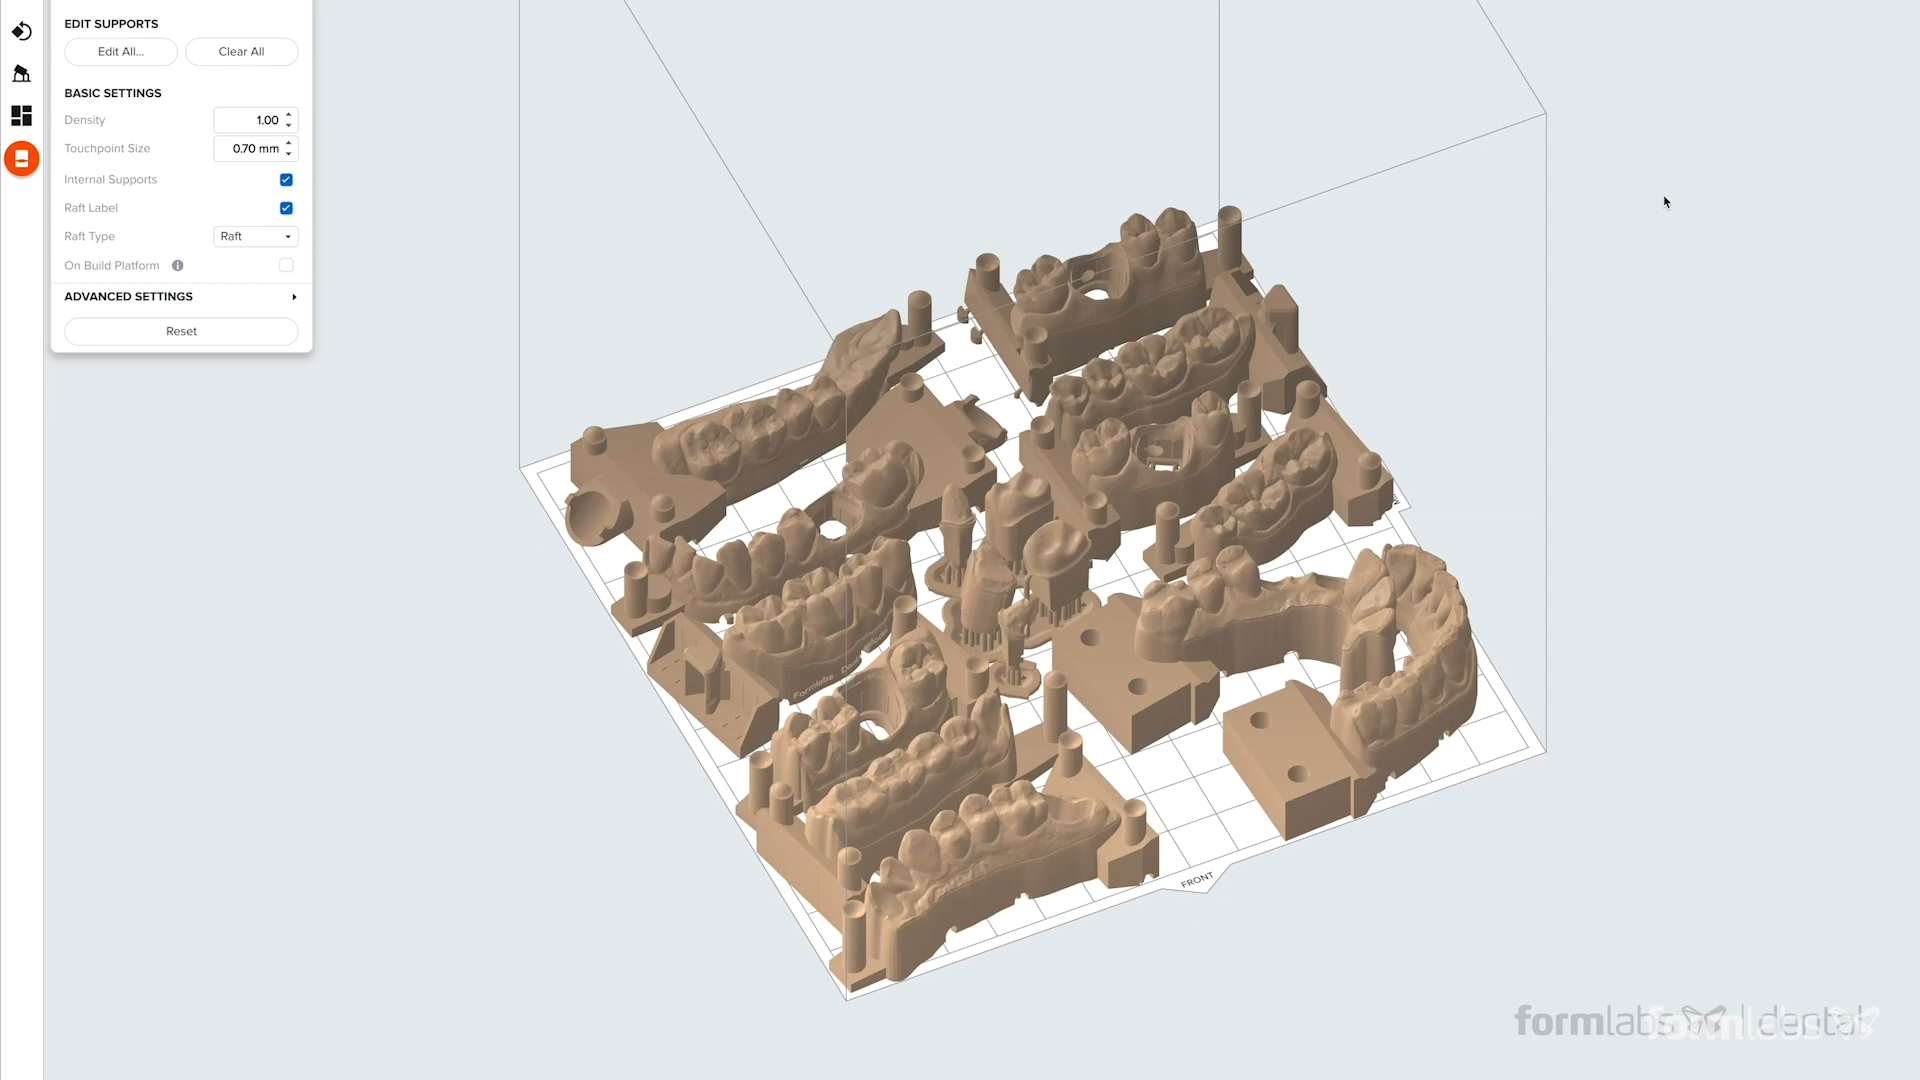 EDIT SUPPORTS
Edit All...
Clear All
BASIC SETTINGS
Density
1.00
Touchpoint Size
0.70 mm
Internal Supports
Raft Label
Raft Type
Raft
On Build Platform
ADVANCED SETTINGS
Reset
Formlabs
FRONT
formlabs dental